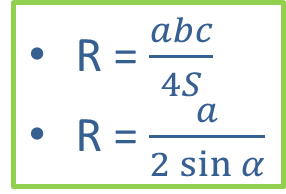 • R = abc / 4S
• R = a / 2 sin α